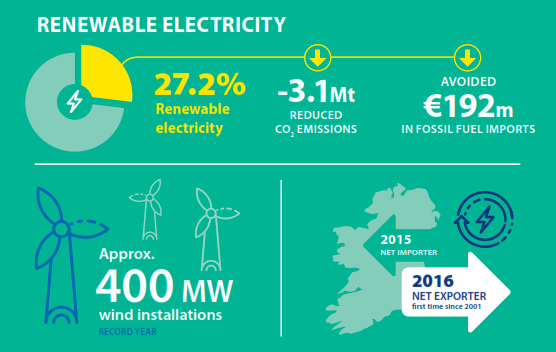 RENEWABLE ELECTRICITY
27.2%
Renewable
electricity
-3.1Mt
REDUCED
CO₂ EMISSIONS
AVOIDED
€192m
IN FOSSIL FUEL IMPORTS
Approx.
400 MW
wind installations
RECORD YEAR
2015
NET IMPORTER
2016
NET EXPORTER
first time since 2001